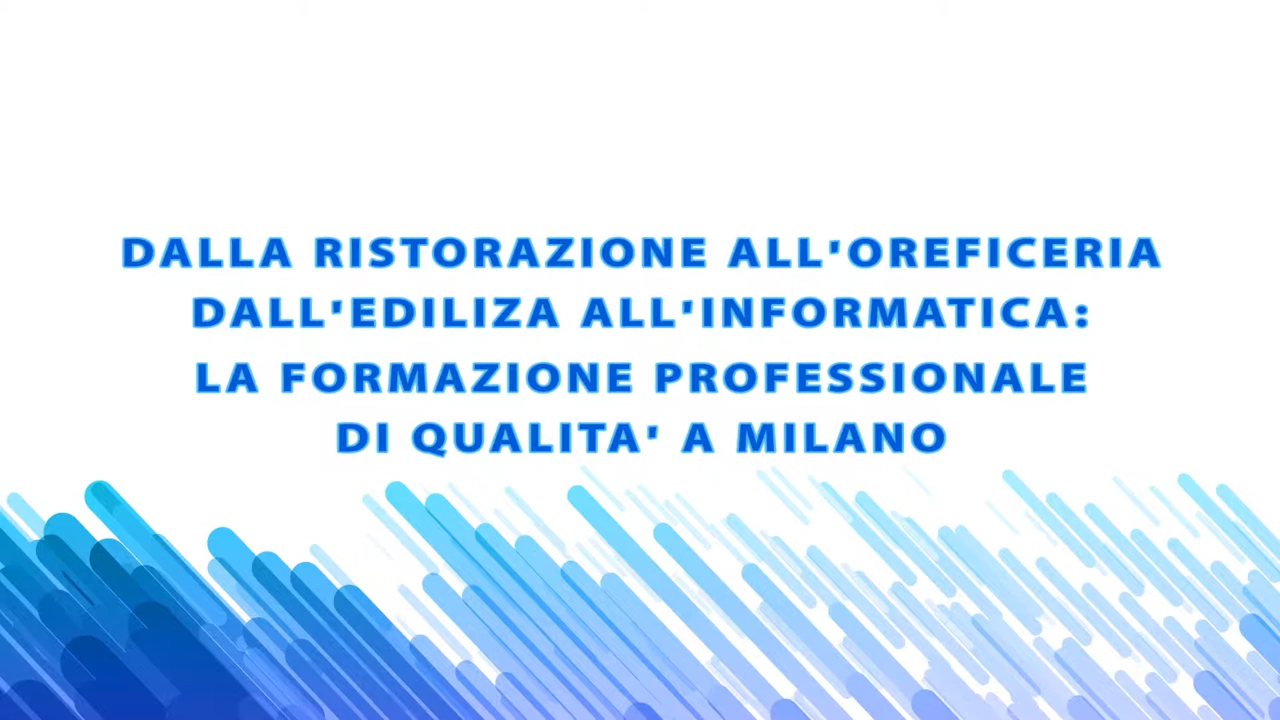 DALLA RISTORAZIONE ALL'OREFICERIA
DALL'EDILIZA ALL'INFORMATICA:
LA FORMAZIONE PROFESSIONALE
DI QUALITA' A MILANO